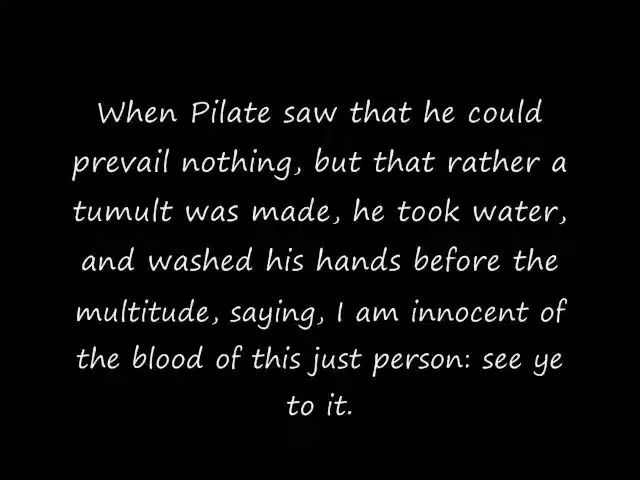 When Pilate saw that he could
prevail nothing, but that rather a
tumult was made, he took water,
and washed his hands before the
multitude, saying, I am innocent of
the blood of this just person: see ye
to it.